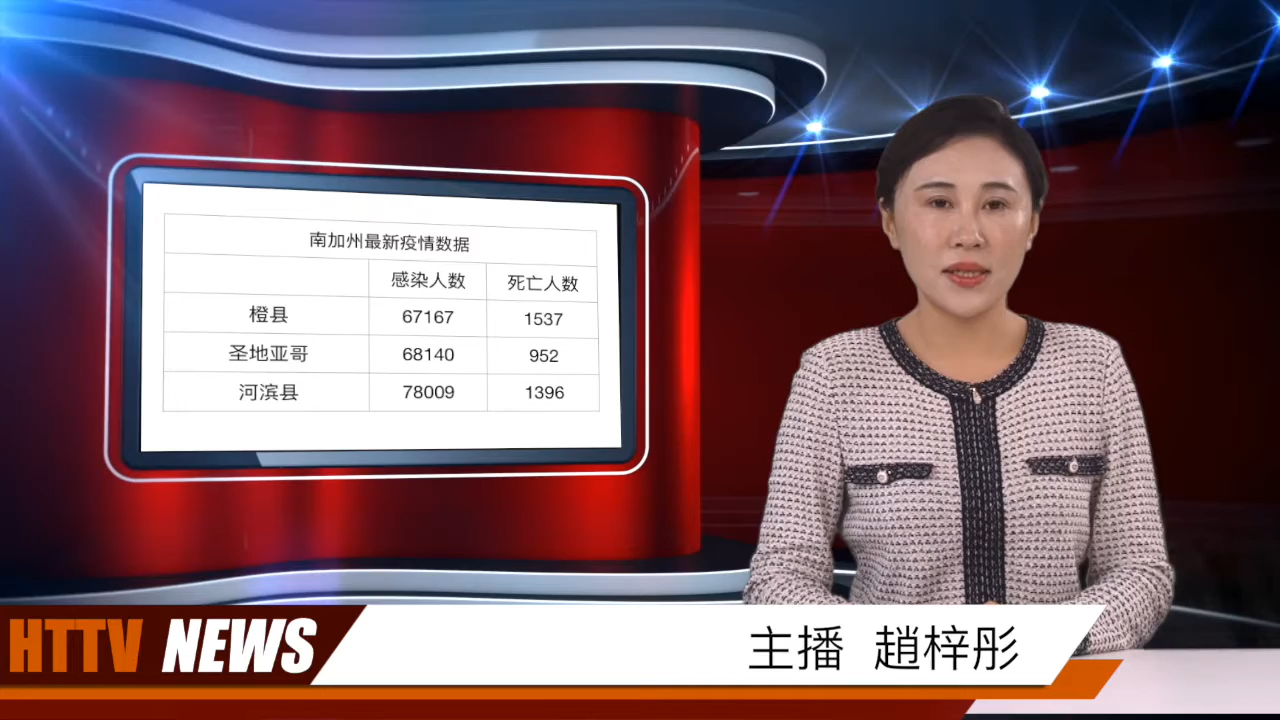 南加州最新疫情数据
感染人数 死亡人数
橙县 67167 1537
圣地亚哥 68140 952
河滨县 78009 1396
HTTV NEWS 主播 趙梓彤